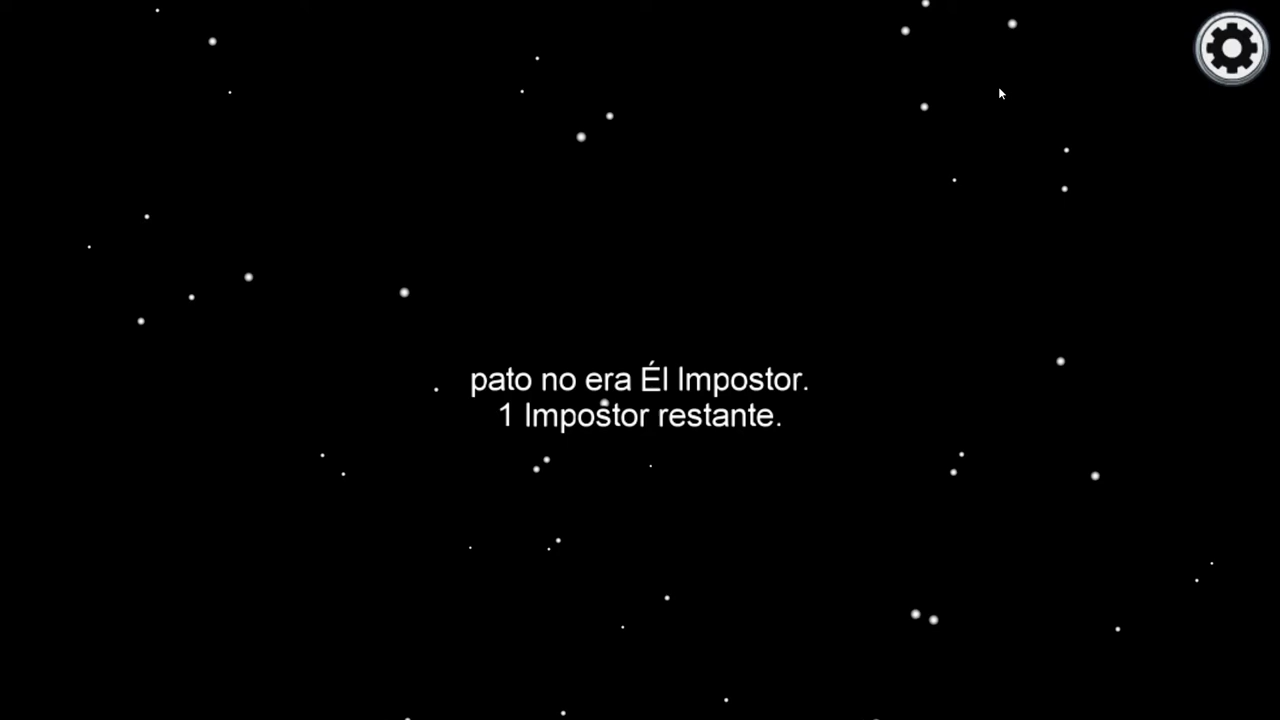 pato no era Él Impostor.
1 Impostor restante.